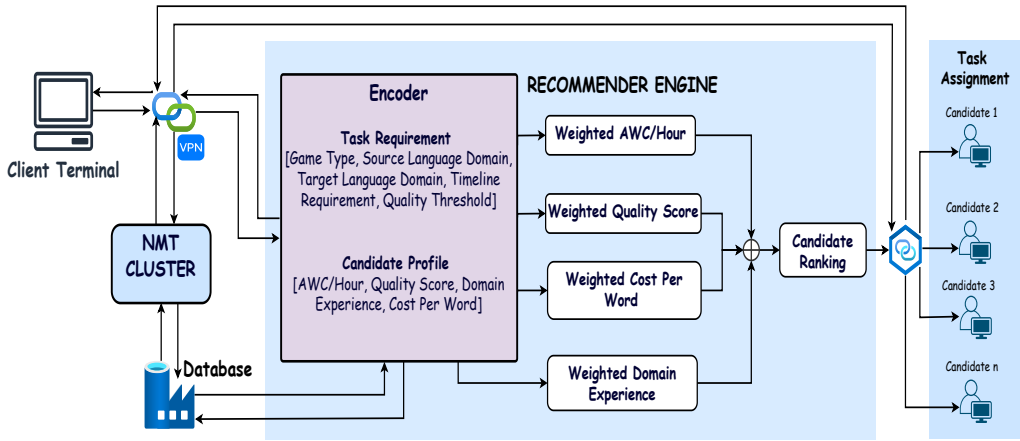 Client Terminal
VPN
NMT
CLUSTER
Database
RECOMMENDER ENGINE
Encoder
Task Requirement
[Game Type, Source Language Domain,
Target Language Domain, Timeline
Requirement, Quality Threshold]
Candidate Profile
[AWC/Hour, Quality Score, Domain
Experience, Cost Per Word]
Weighted AWC/Hour
Weighted Quality Score
Weighted Cost Per
Word
Weighted Domain
Experience
Candidate
Ranking
Task
Assignment
Candidate 1
Candidate 2
Candidate 3
Candidate n